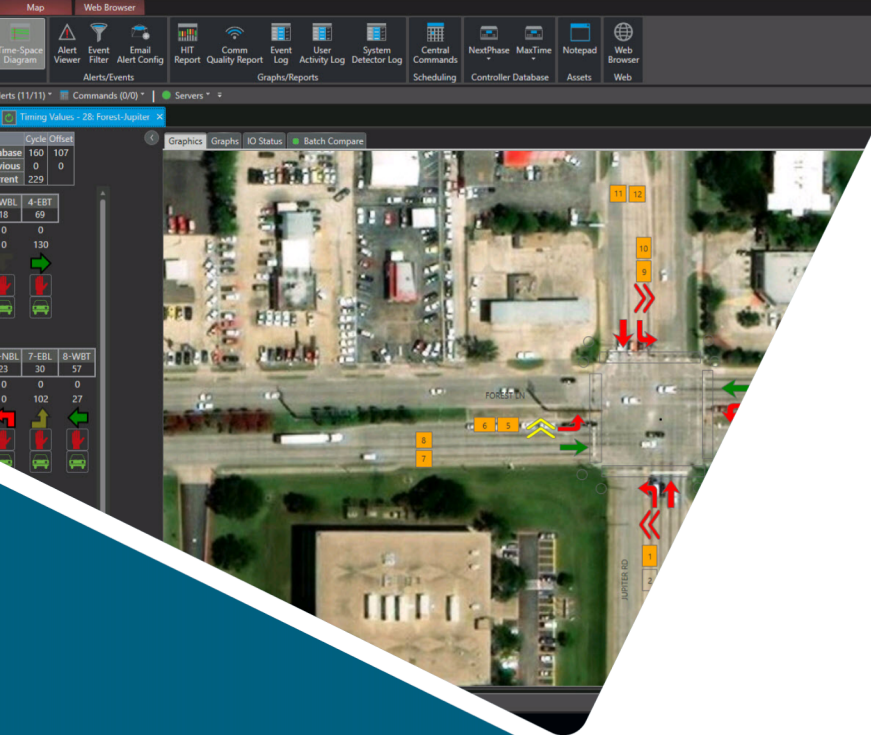 Map Web Browser
Time-Space Diagram
Alert Viewer
Event Filter
Email Alert Config
HIT Report
Comm Quality Report
Event Log
User Activity Log
System Detector Log
Central Commands
NextPhase
MaxTime
Notepad
Web Browser
Alerts/Events Graphs/Reports Scheduling Controller Database Assets Web
lerts (11/11) Commands (0/0) Servers
Timing Values - 28: Forest-Jupiter
Graphics Graphs IO Status Batch Compare
Cycle Offset
abase 160 107
vious 0 0
rrent 229
WBL 4-EBT
18 69
0 0
0 130
-NBL 7-EBL 8-WBT
23 30 57
0 0 0
0 102 27
11 12
10
9
FOREST LN
6 5
8
7
1
2
JUPITER RD